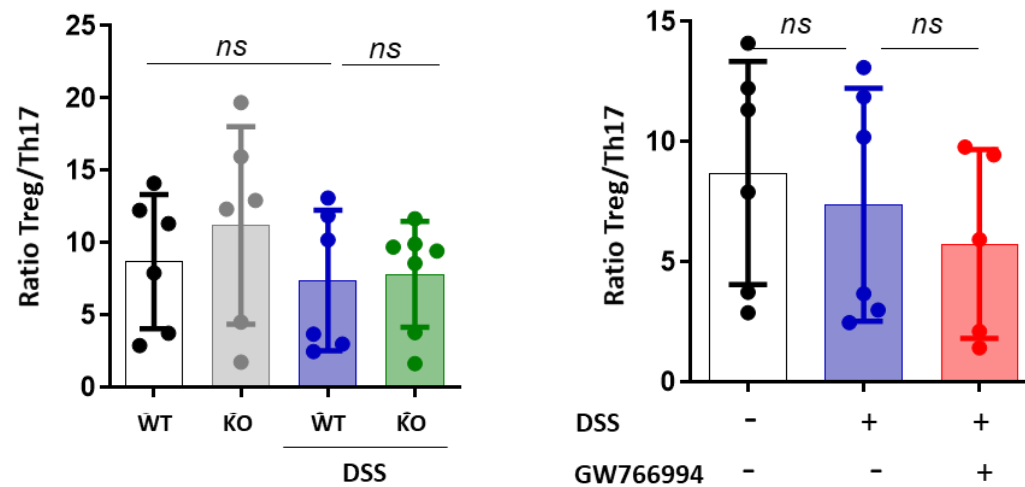 25
20
15
10
5
0
Ratio Treg/Th17
ns
ns
WT
KO
WT
KO
DSS
15
10
5
0
Ratio Treg/Th17
ns
ns
DSS - + +
GW766994 - - +